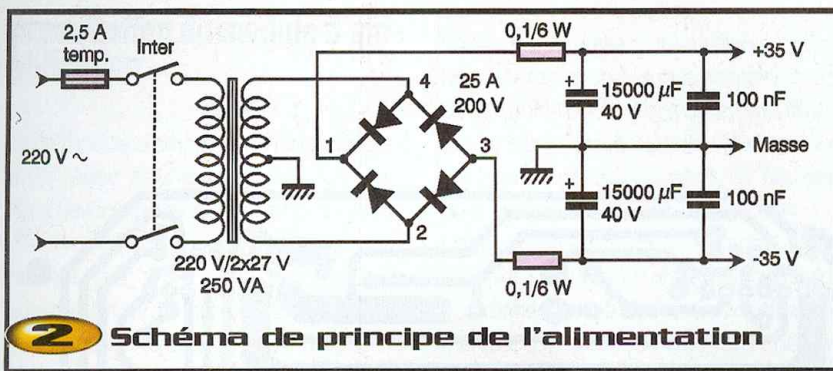 2,5 A
temp.
Inter
220 V ~
220 V/2x27 V
250 VA
4
25 A
200 V
1
3
2
0,1/6 W
+35 V
+
15000 µF
40 V
100 nF
Masse
+
15000 µF
40 V
100 nF
-35 V
0,1/6 W
2 Schéma de principe de l'alimentation